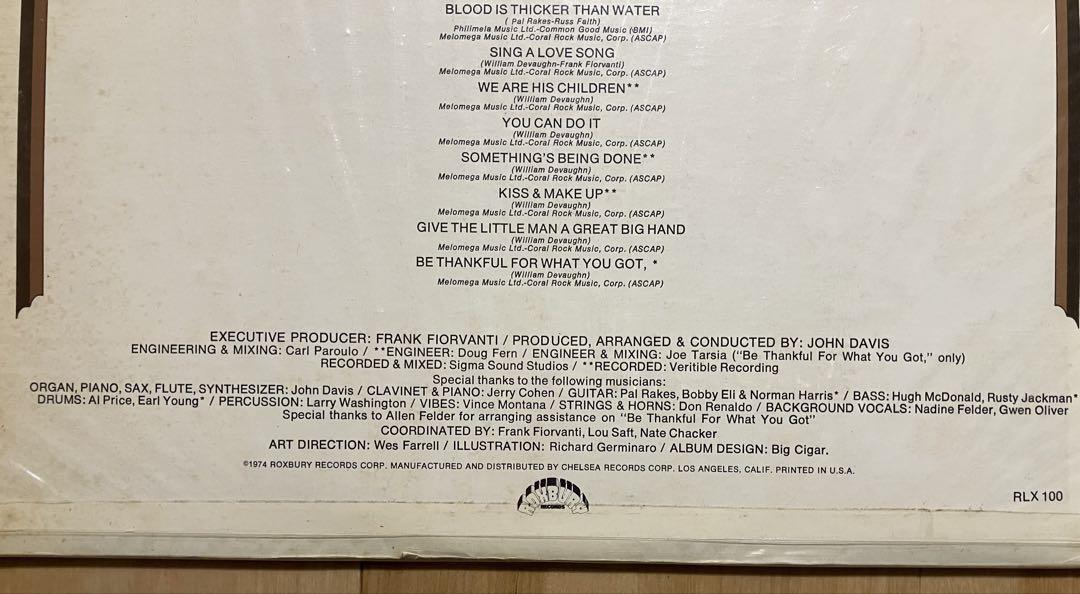 BLOOD IS THICKER THAN WATER
( Pal Rakes-Russ Faith)
Philmela Music Ltd-Common Good Music (BMI)
Melomega Music Ltd.-Coral Rock Music, Corp. (ASCAP)
SING A LOVE SONG
(William Devaughn-Frank Fiorvanti)
Melomega Music Ltd.-Coral Rock Music, Corp. (ASCAP)
WE ARE HIS CHILDREN**
(William Devaughn)
Melomega Music Ltd.-Coral Rock Music, Corp. (ASCAP)
YOU CAN DO IT
(William Devaughn)
Melomega Music Ltd.-Coral Rock Music, Corp. (ASCAP)
SOMETHING'S BEING DONE**
(William Devaughn)
Melomega Music Ltd.-Coral Rock Music, Corp. (ASCAP)
KISS & MAKE UP**
(William Devaughn)
Melomega Music Ltd.-Coral Rock Music, Corp. (ASCAP)
GIVE THE LITTLE MAN A GREAT BIG HAND
(William Devaughn)
Melomega Music Ltd.-Coral Rock Music, Corp. (ASCAP)
BE THANKFUL FOR WHAT YOU GOT, *
(William Devaughn)
Melomega Music Ltd.-Coral Rock Music, Corp. (ASCAP)
EXECUTIVE PRODUCER: FRANK FIORVANTI / PRODUCED, ARRANGED & CONDUCTED BY: JOHN DAVIS
ENGINEERING & MIXING: Carl Paroulo / **ENGINEER: Doug Fern / ENGINEER & MIXING: Joe Tarsia ("Be Thankful For What You Got," only)
RECORDED & MIXED: Sigma Sound Studios / **RECORDED: Veritible Recording
Special thanks to the following musicians:
ORGAN, PIANO, SAX, FLUTE, SYNTHESIZER: John Davis / CLAVINET & PIANO: Jerry Cohen / GUITAR: Pal Rakes, Bobby Eli & Norman Harris* / BASS: Hugh McDonald, Rusty Jackman*
DRUMS: Al Price, Earl Young* / PERCUSSION: Larry Washington / VIBES: Vince Montana / STRINGS & HORNS: Don Renaldo / BACKGROUND VOCALS: Nadine Felder, Gwen Oliver
Special thanks to Allen Felder for arranging assistance on "Be Thankful For What You Got"
COORDINATED BY: Frank Fiorvanti, Lou Saft, Nate Chacker
ART DIRECTION: Wes Farrell / ILLUSTRATION: Richard Germinaro / ALBUM DESIGN: Big Cigar.
©1974 ROXBURY RECORDS CORP. MANUFACTURED AND DISTRIBUTED BY CHELSEA RECORDS CORP. LOS ANGELES, CALIF. PRINTED IN U.S.A.
ROXBURY
RECORDS
RLX 100